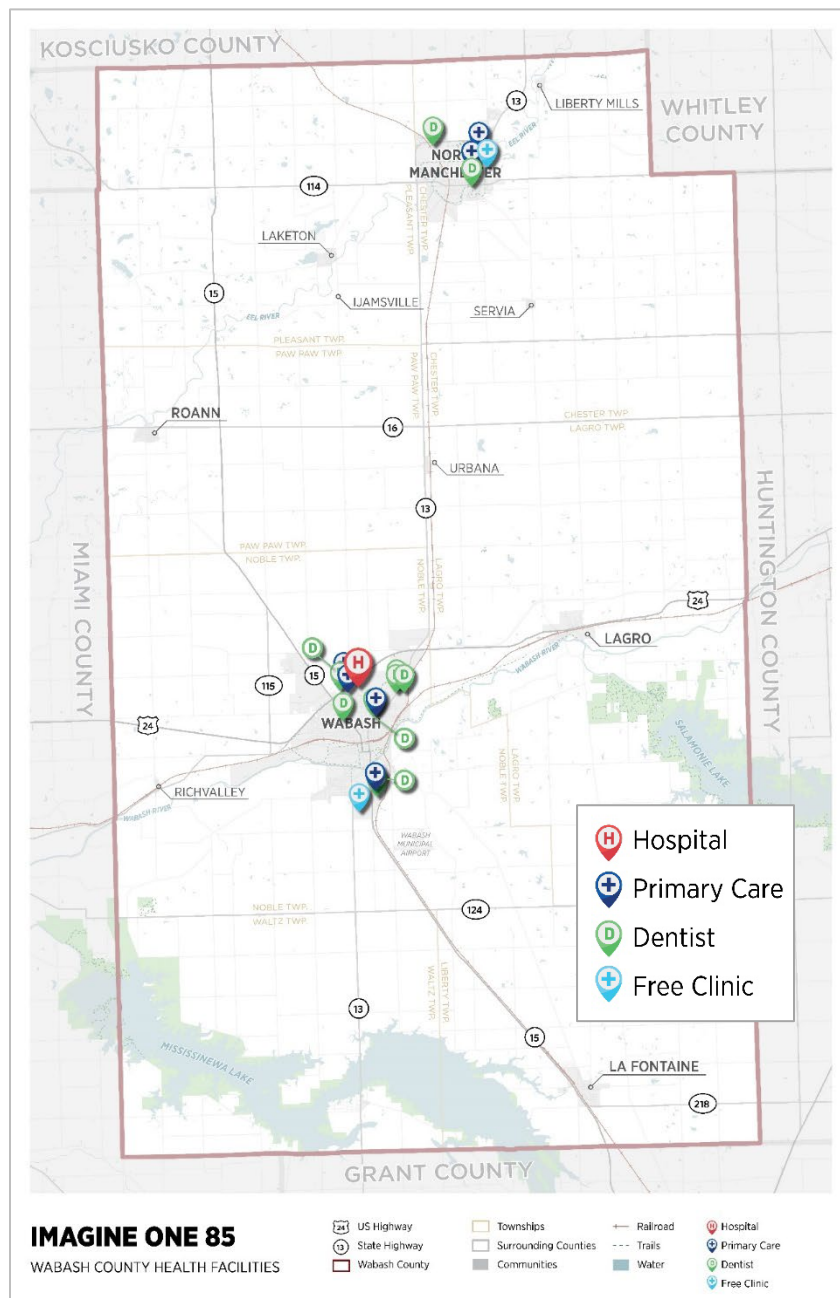 KOSCIUSKO COUNTY
WHITLEY
COUNTY
13
LIBERTY MILLS
D
EEL RIVER
MANCHESTER
D
114
PLEASANT TWP.
CHESTER TWP.
LAKETON
15
IJAMSVILLE
SERVIA
EEL RIVER
PLEASANT TWP.
PAW PAW TWP.
PAW PAW TWP.
CHESTER TWP.
ROANN
16
CHESTER TWP.
LAGRO TWP.
URBANA
13
HUNTINGTON COUNTY
MIAMI COUNTY
PAW PAW TWP.
NOBLE TWP.
NOBLE TWP.
LAGRO TWP.
24
LAGRO
WABASH RIVER
D
H
15
D
115
D
WABASH
24
D
SALAMONIE LAKE
LAGRO TWP.
NOBLE TWP.
D
RICHVALLEY
WABASH RIVER
WABASH
MUNICIPAL
AIRPORT
H Hospital
Primary Care
D Dentist
Free Clinic
NOBLE TWP.
WALTZ TWP.
124
LIBERTY TWP.
WALTZ TWP.
13
15
MISSISSINEWA LAKE
LA FONTAINE
218
GRANT COUNTY
IMAGINE ONE 85
WABASH COUNTY HEALTH FACILITIES
24 US Highway
13 State Highway
Wabash County
Townships
Surrounding Counties
Communities
Railroad
Trails
Water
H Hospital
Primary Care
D Dentist
Free Clinic